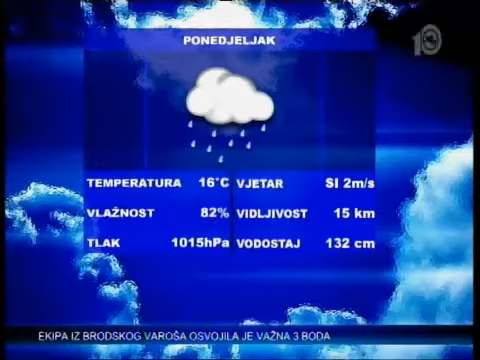 PONEDJELJAK
10
TEMPERATURA 16°C VJETAR SI 2m/s
VLAŽNOST 82% VIDLJIVOST 15 km
TLAK 1015hPa VODOSTAJ 132 cm
EKIPA IZ BRODSKOG VAROŠA OSVOJILA JE VAŽNA 3 BODA